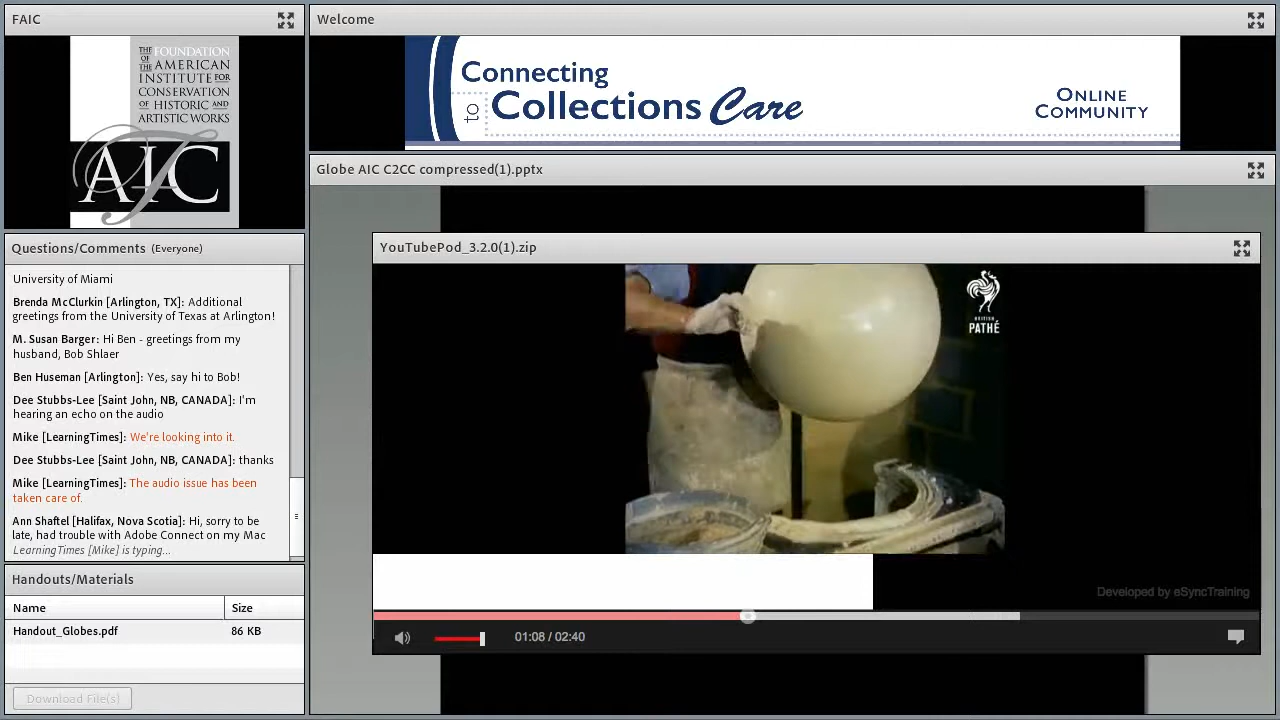 FAIC
THE FOUNDATION
OF THE AMERICAN
INSTITUTE FOR
CONSERVATION
OF HISTORIC AND
ARTISTIC WORKS
AIC
Welcome
Connecting
to Collections Care
ONLINE
COMMUNITY
Globe AIC C2CC compressed(1).pptx
YouTubePod_3.2.0(1).zip
BRITISH
PATHÉ
Developed by eSyncTraining
01:08 / 02:40
Questions/Comments (Everyone)
University of Miami
Brenda McClurkin [Arlington, TX]: Additional
greetings from the University of Texas at Arlington!
M. Susan Barger: Hi Ben - greetings from my
husband, Bob Shlaer
Ben Huseman [Arlington]: Yes, say hi to Bob!
Dee Stubbs-Lee [Saint John, NB, CANADA]: I'm
hearing an echo on the audio
Mike [LearningTimes]: We're looking into it.
Dee Stubbs-Lee [Saint John, NB, CANADA]: thanks
Mike [LearningTimes]: The audio issue has been
taken care of.
Ann Shaftel [Halifax, Nova Scotia]: Hi, sorry to be
late, had trouble with Adobe Connect on my Mac
LearningTimes [Mike] is typing...
Handouts/Materials
Name Size
Handout_Globes.pdf 86 KB
Download File(s)